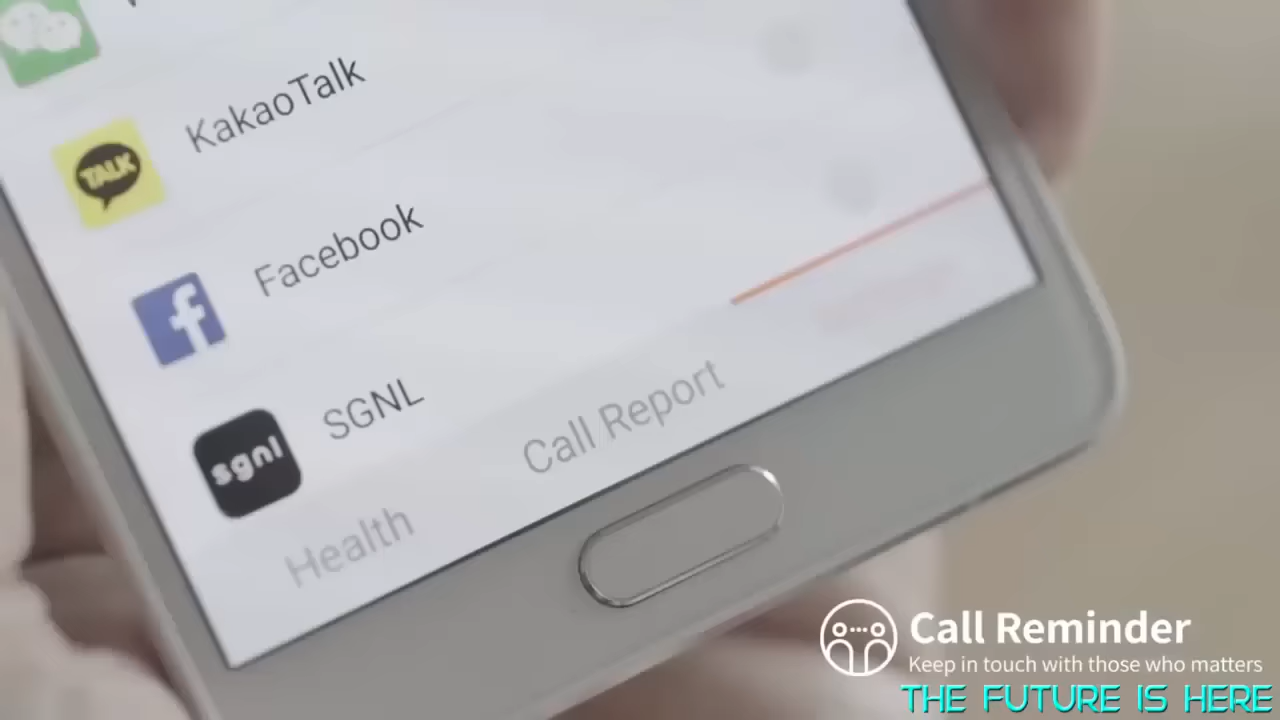 KakaoTalk
TALK
Facebook
f
SGNL
sgnl
Call Report
Health
Call Reminder
Keep in touch with those who matters
THE FUTURE IS HERE